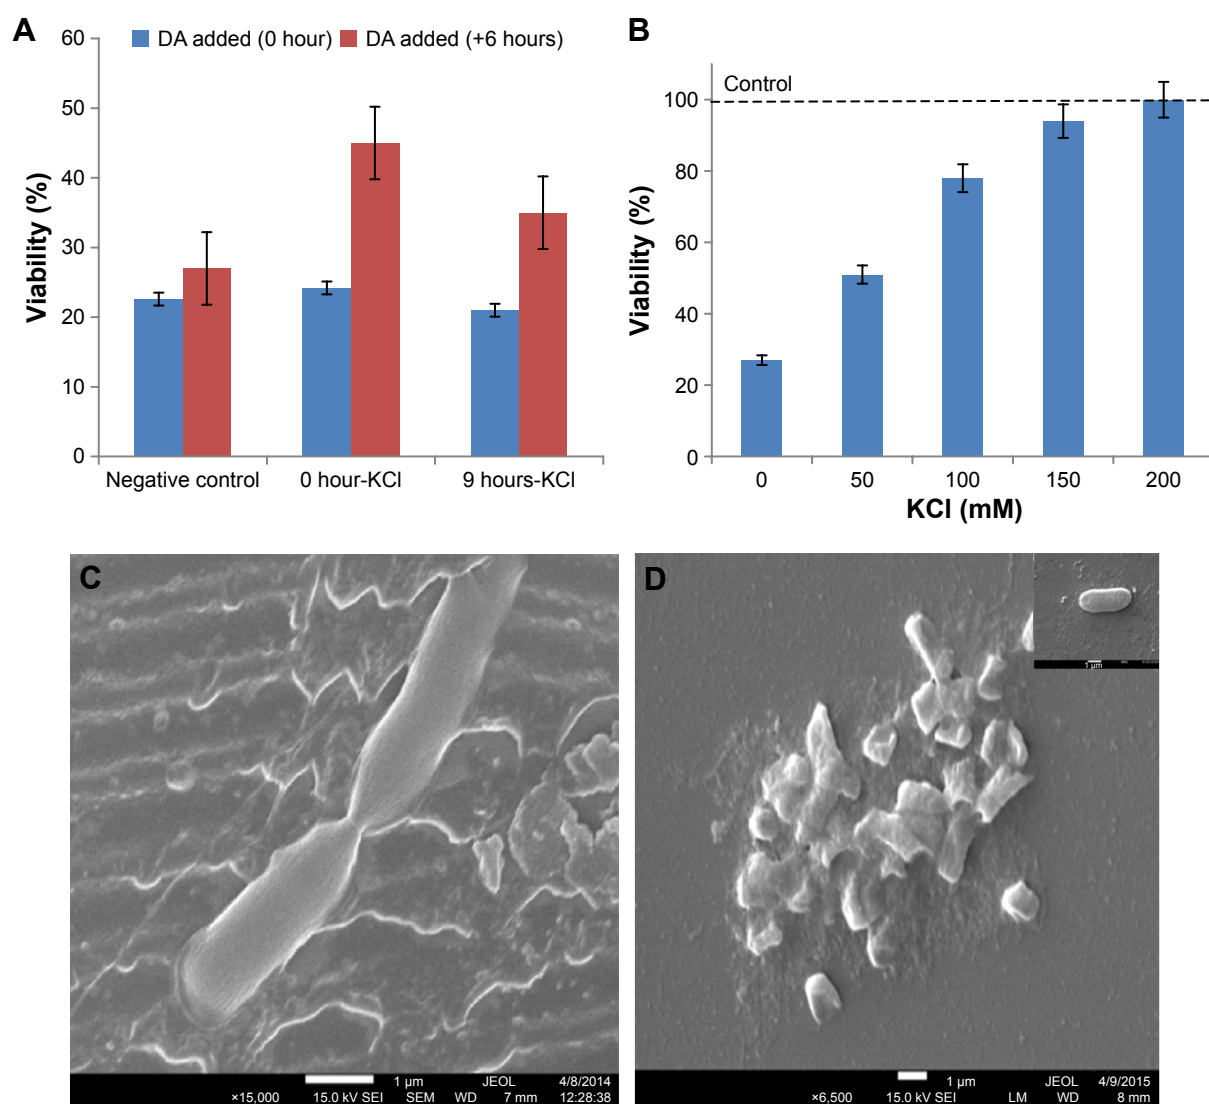 A
DA added (0 hour) DA added (+6 hours)
Viability (%)
60
50
40
30
20
10
0
Negative control 0 hour-KCl 9 hours-KCl
B
Control
Viability (%)
100
80
60
40
20
0
0 50 100 150 200
KCl (mM)
C
1 µm JEOL 4/8/2014
×15,000 15.0 kV SEI SEM WD 7 mm 12:28:38
D
1 µm
1 µm JEOL 4/9/2015
×6,500 15.0 kV SEI LM WD 8 mm